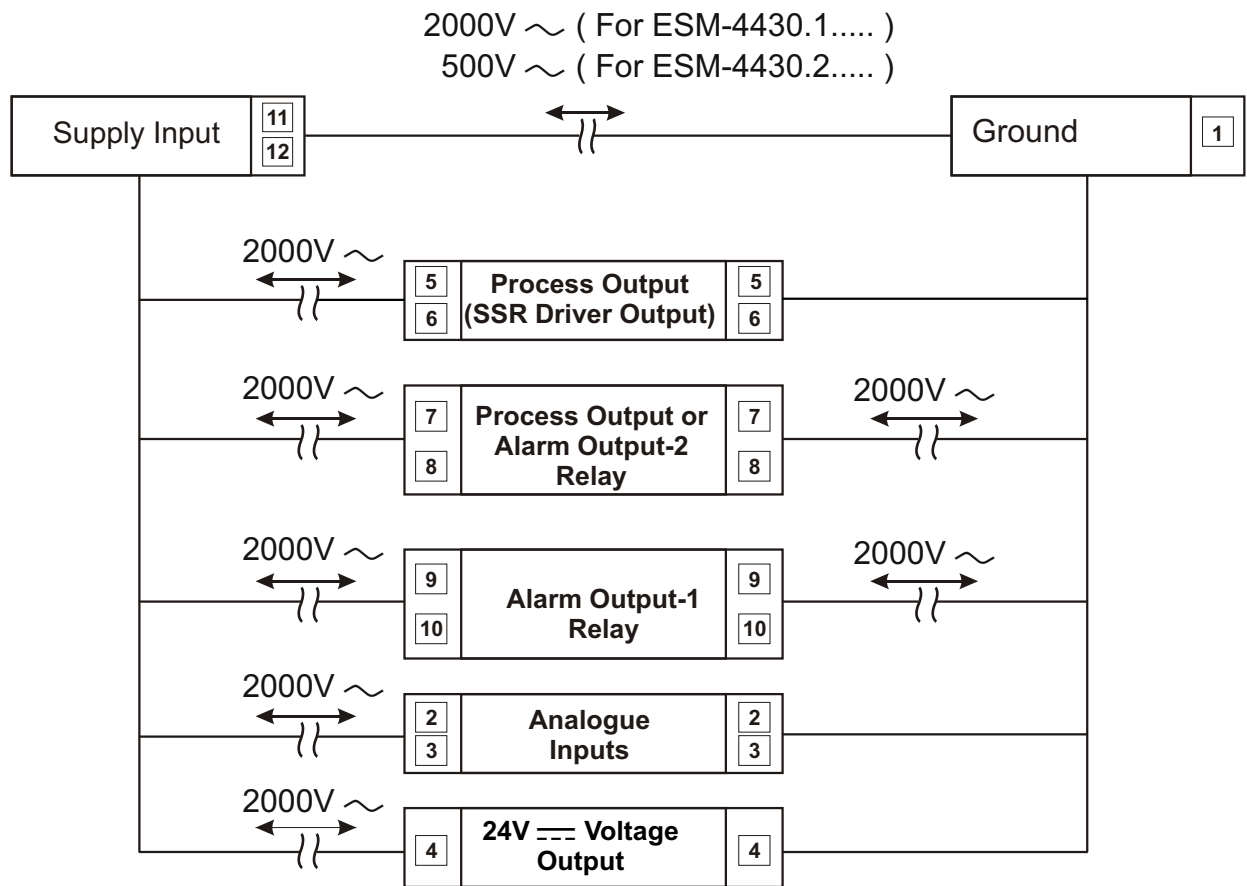 2000V ～ ( For ESM-4430.1..... )
500V ～ ( For ESM-4430.2..... )
Supply Input
11
12
Ground
1
2000V ～
5
6
Process Output
(SSR Driver Output)
5
6
2000V ～
7
8
Process Output or
Alarm Output-2
Relay
7
8
2000V ～
2000V ～
9
10
Alarm Output-1
Relay
9
10
2000V ～
2000V ～
2
3
Analogue
Inputs
2
3
2000V ～
4
24V ⎓ Voltage
Output
4